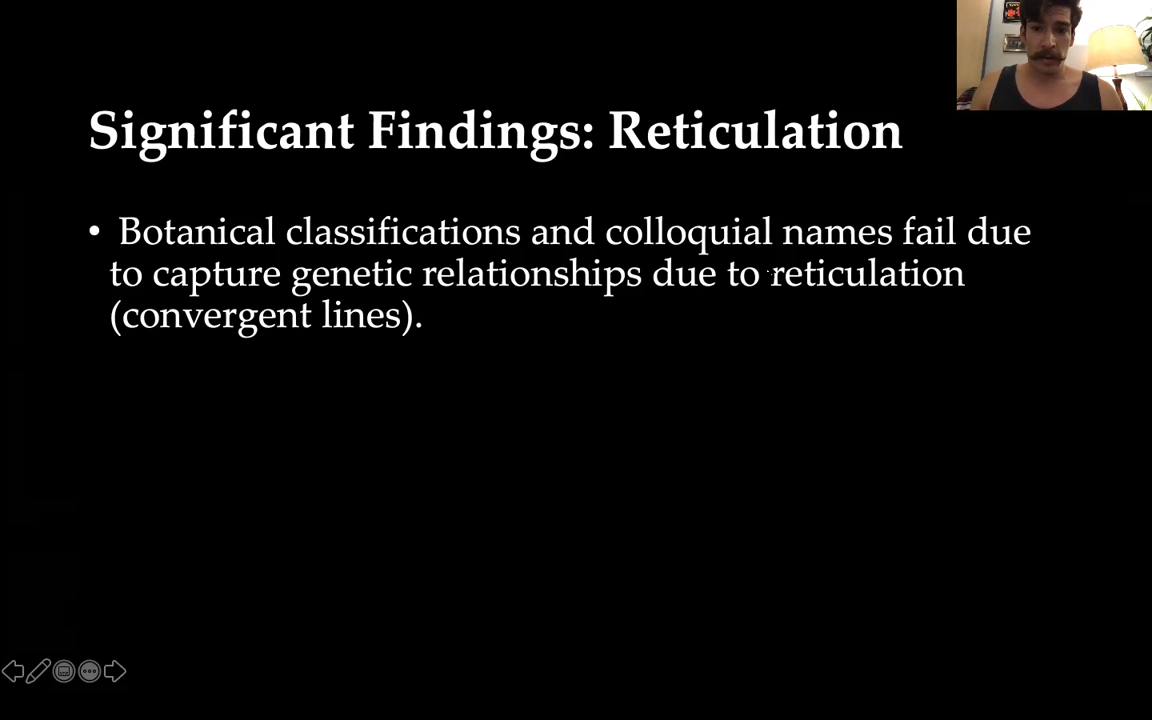 Significant Findings: Reticulation
• Botanical classifications and colloquial names fail due
to capture genetic relationships due to reticulation
(convergent lines).